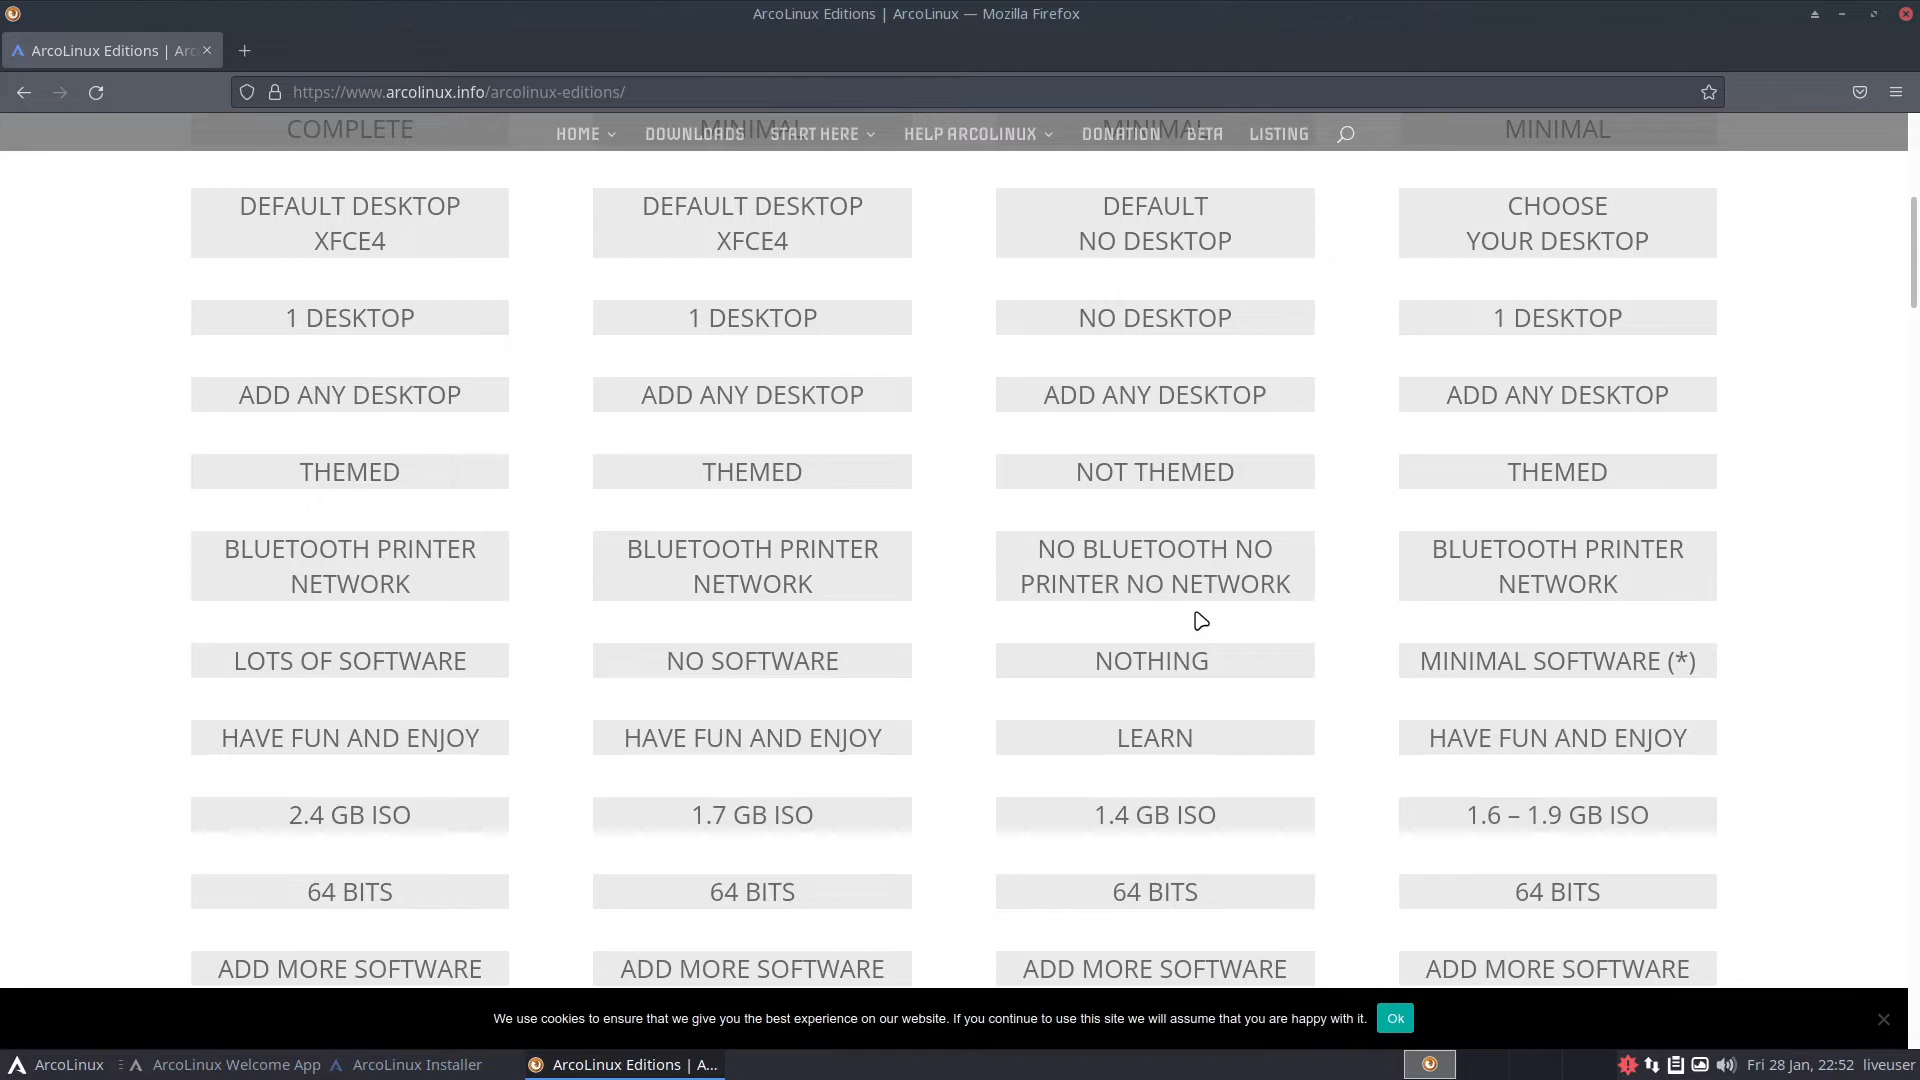 ArcoLinux Editions | ArcoLinux — Mozilla Firefox
ArcoLinux Editions | Arc
https://www.arcolinux.info/arcolinux-editions/
COMPLETE MINIMAL MINIMAL MINIMAL
HOME DOWNLOADS START HERE HELP ARCOLINUX DONATION BETA LISTING
DEFAULT DESKTOP
XFCE4
DEFAULT DESKTOP
XFCE4
DEFAULT
NO DESKTOP
CHOOSE
YOUR DESKTOP
1 DESKTOP 1 DESKTOP NO DESKTOP 1 DESKTOP
ADD ANY DESKTOP ADD ANY DESKTOP ADD ANY DESKTOP ADD ANY DESKTOP
THEMED THEMED NOT THEMED THEMED
BLUETOOTH PRINTER
NETWORK
BLUETOOTH PRINTER
NETWORK
NO BLUETOOTH NO
PRINTER NO NETWORK
BLUETOOTH PRINTER
NETWORK
LOTS OF SOFTWARE NO SOFTWARE NOTHING MINIMAL SOFTWARE (*)
HAVE FUN AND ENJOY HAVE FUN AND ENJOY LEARN HAVE FUN AND ENJOY
2.4 GB ISO 1.7 GB ISO 1.4 GB ISO 1.6 – 1.9 GB ISO
64 BITS 64 BITS 64 BITS 64 BITS
ADD MORE SOFTWARE ADD MORE SOFTWARE ADD MORE SOFTWARE ADD MORE SOFTWARE
We use cookies to ensure that we give you the best experience on our website. If you continue to use this site we will assume that you are happy with it. Ok
ArcoLinux ArcoLinux Welcome App ArcoLinux Installer ArcoLinux Editions | A... Fri 28 Jan, 22:52 liveuser